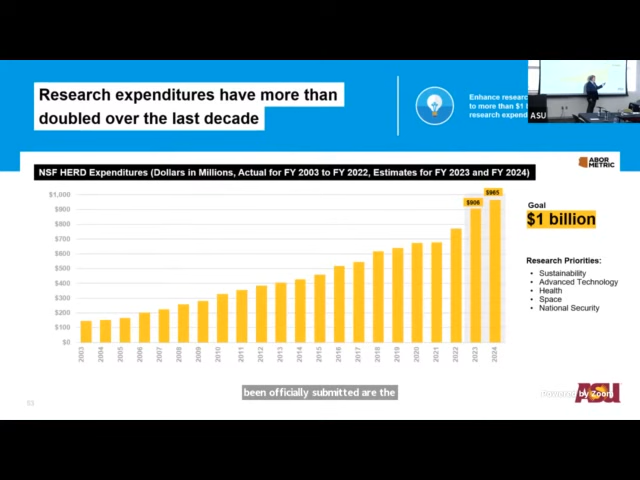 Research expenditures have more than
doubled over the last decade
Enhance resear
to more than $1
research expend
ASU
ABOR
METRIC
NSF HERD Expenditures (Dollars in Millions, Actual for FY 2003 to FY 2022, Estimates for FY 2023 and FY 2024)
$1,000
$900
$800
$700
$600
$500
$400
$300
$200
$100
$0
$906
$965
2003
2004
2005
2006
2007
2008
2009
2010
2011
2012
2013
2014
2015
2016
2017
2018
2019
2020
2021
2022
2023
2024
Goal
$1 billion
Research Priorities:
• Sustainability
• Advanced Technology
• Health
• Space
• National Security
been officially submitted are the
53
ASU
Powered by Zoom